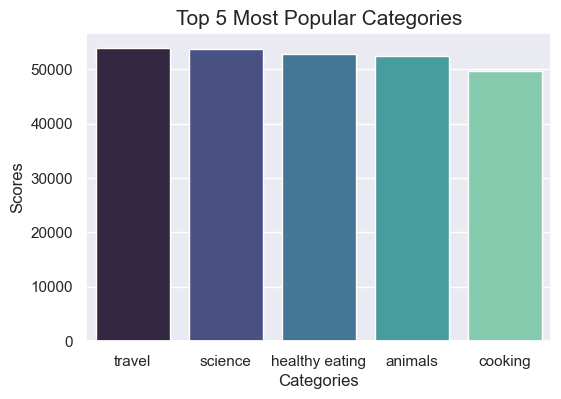 Top 5 Most Popular Categories
Scores
50000
40000
30000
20000
10000
0
travel science healthy eating animals cooking
Categories